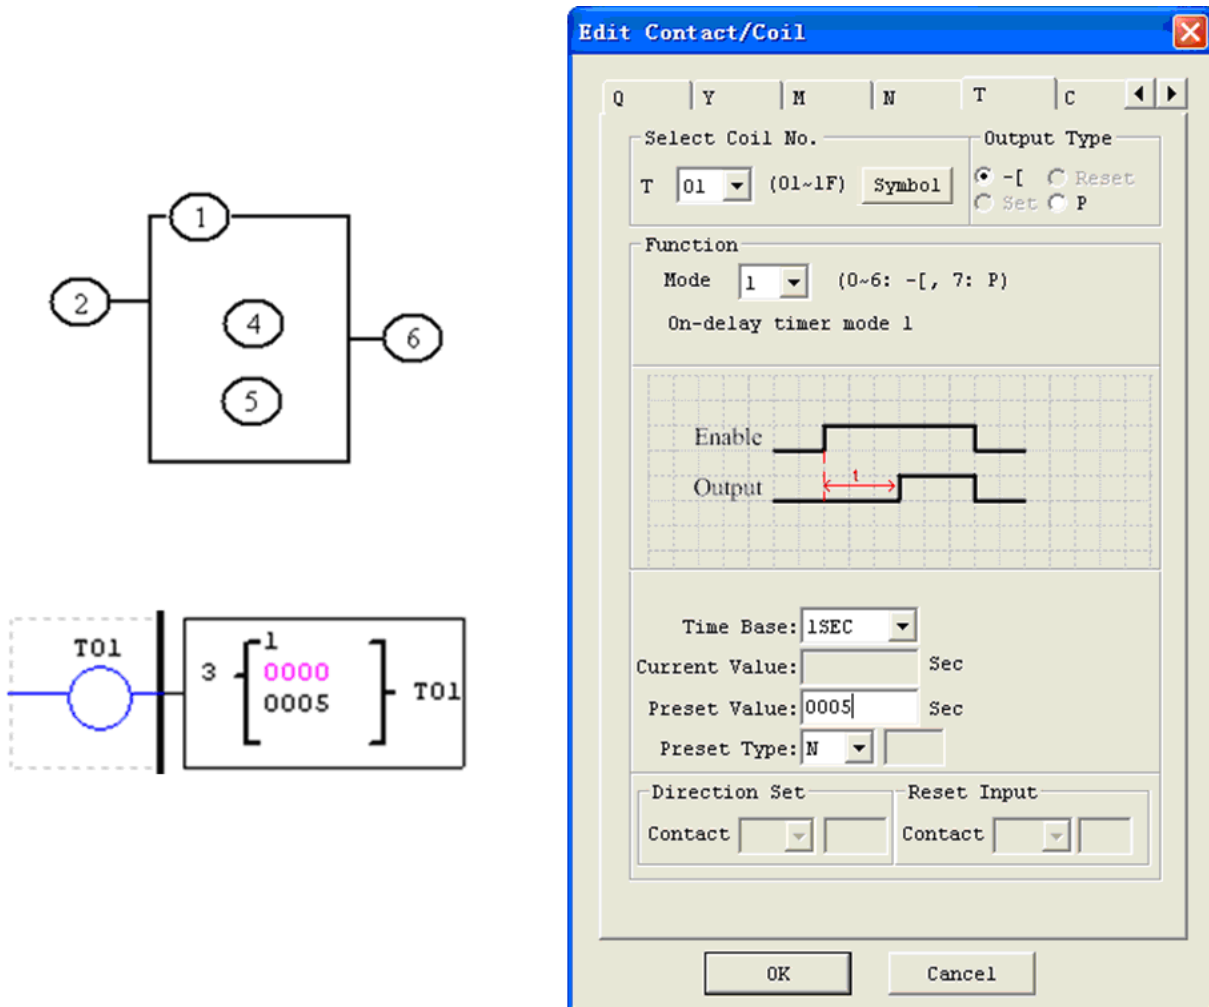 1
2
4
6
5
T01
3
1
0000
0005
T01
Edit Contact/Coil
Q Y M N T C
Select Coil No.
Output Type
T 01 (01~1F) Symbol
-[ Reset
Set P
Function
Mode 1 (0~6: -[, 7: P)
On-delay timer mode 1
Enable
t
Output
Time Base: 1SEC
Current Value: Sec
Preset Value: 0005 Sec
Preset Type: N
Direction Set
Reset Input
Contact
Contact
OK
Cancel